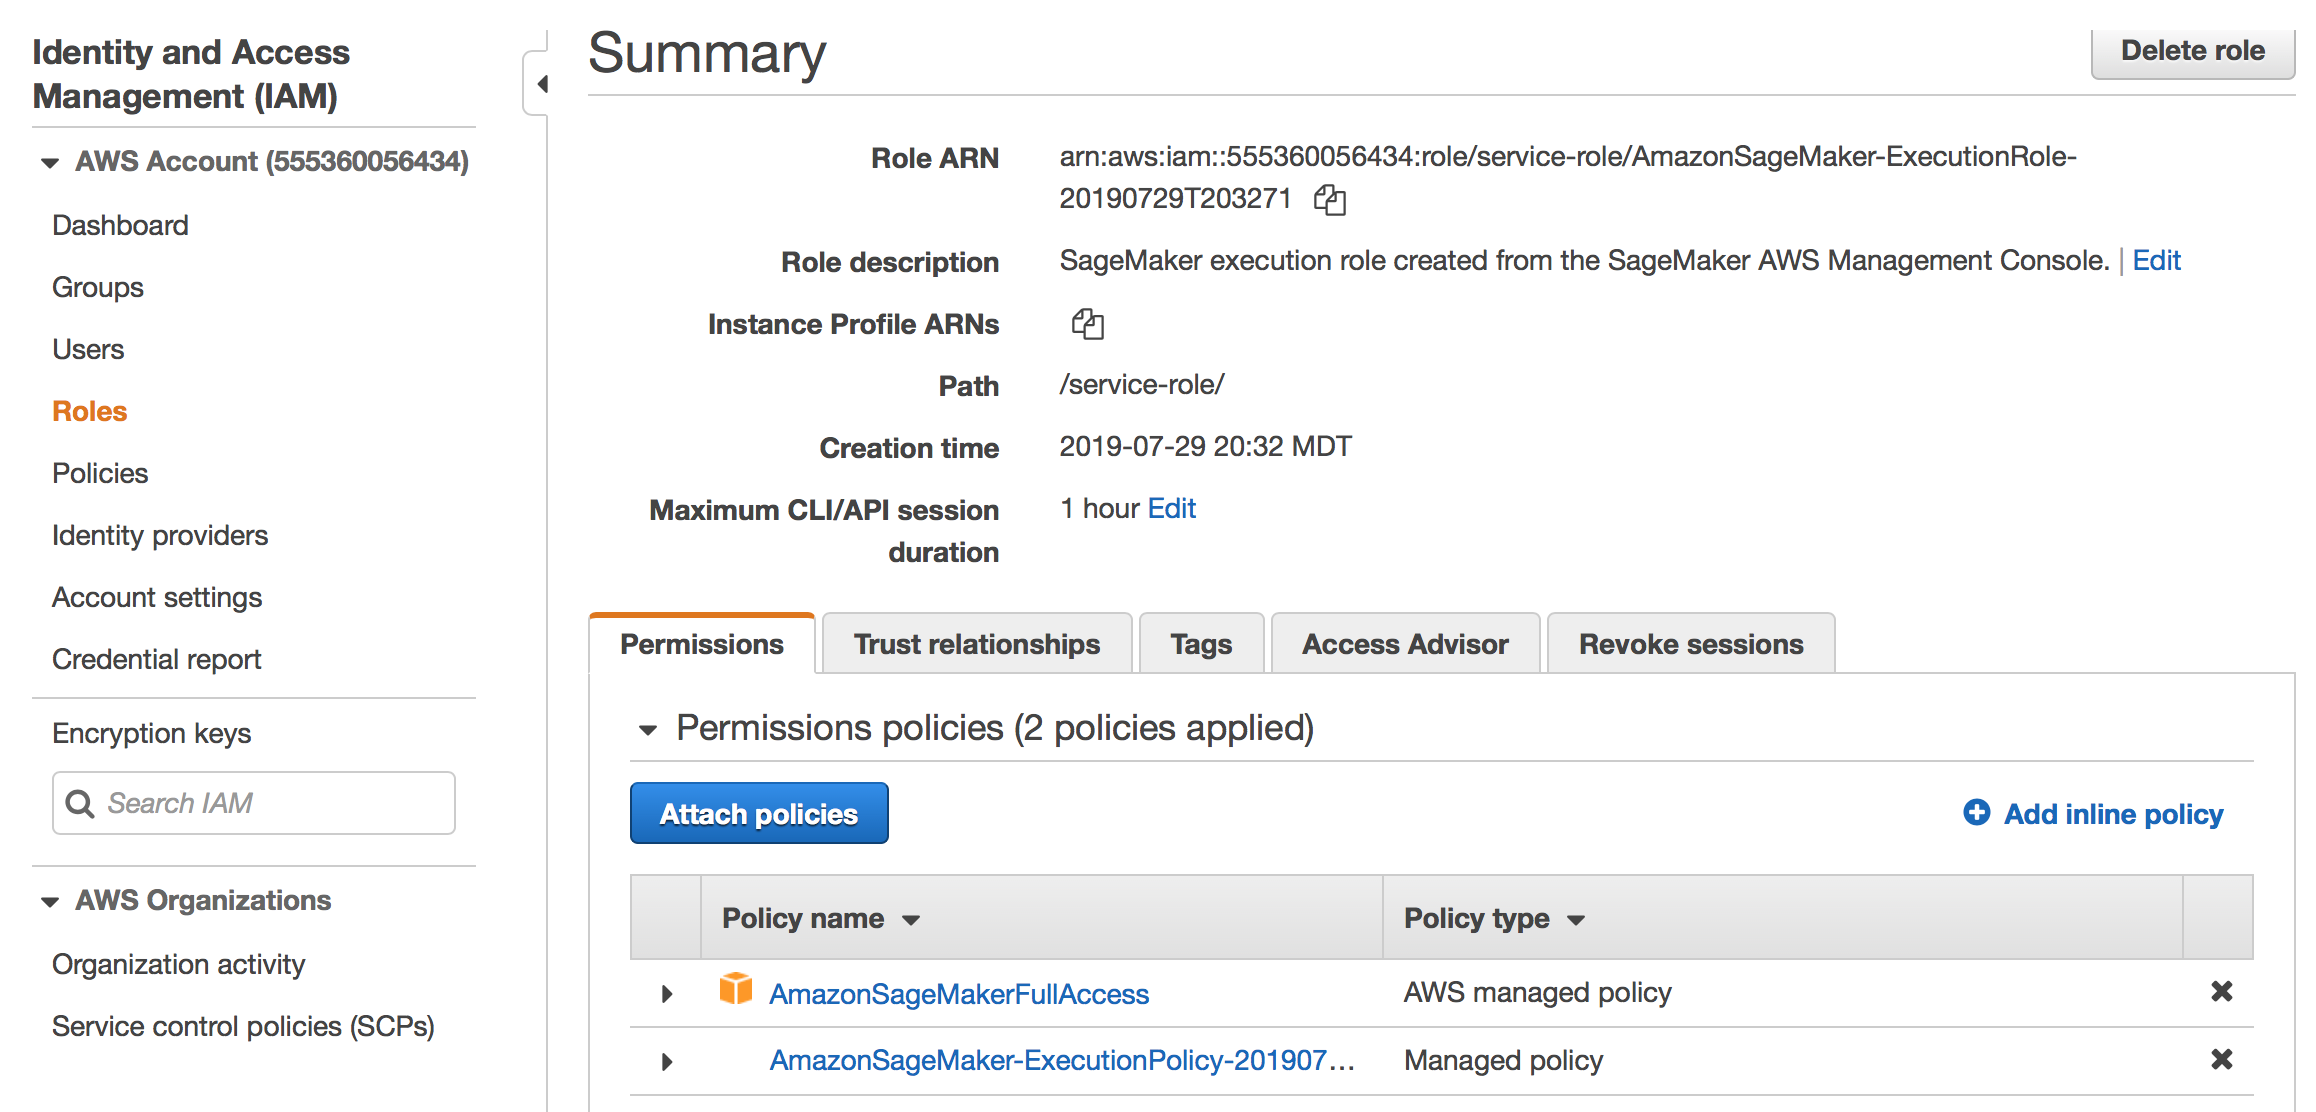 Identity and Access
Management (IAM)
AWS Account (555360056434)
Dashboard
Groups
Users
Roles
Policies
Identity providers
Account settings
Credential report
Encryption keys
Search IAM
AWS Organizations
Organization activity
Service control policies (SCPs)
Summary
Delete role
Role ARN arn:aws:iam::555360056434:role/service-role/AmazonSageMaker-ExecutionRole-
20190729T203271
Role description SageMaker execution role created from the SageMaker AWS Management Console. | Edit
Instance Profile ARNs
Path /service-role/
Creation time 2019-07-29 20:32 MDT
Maximum CLI/API session 1 hour Edit
duration
Permissions Trust relationships Tags Access Advisor Revoke sessions
Permissions policies (2 policies applied)
Attach policies Add inline policy
Policy name Policy type
AmazonSageMakerFullAccess AWS managed policy
AmazonSageMaker-ExecutionPolicy-201907... Managed policy